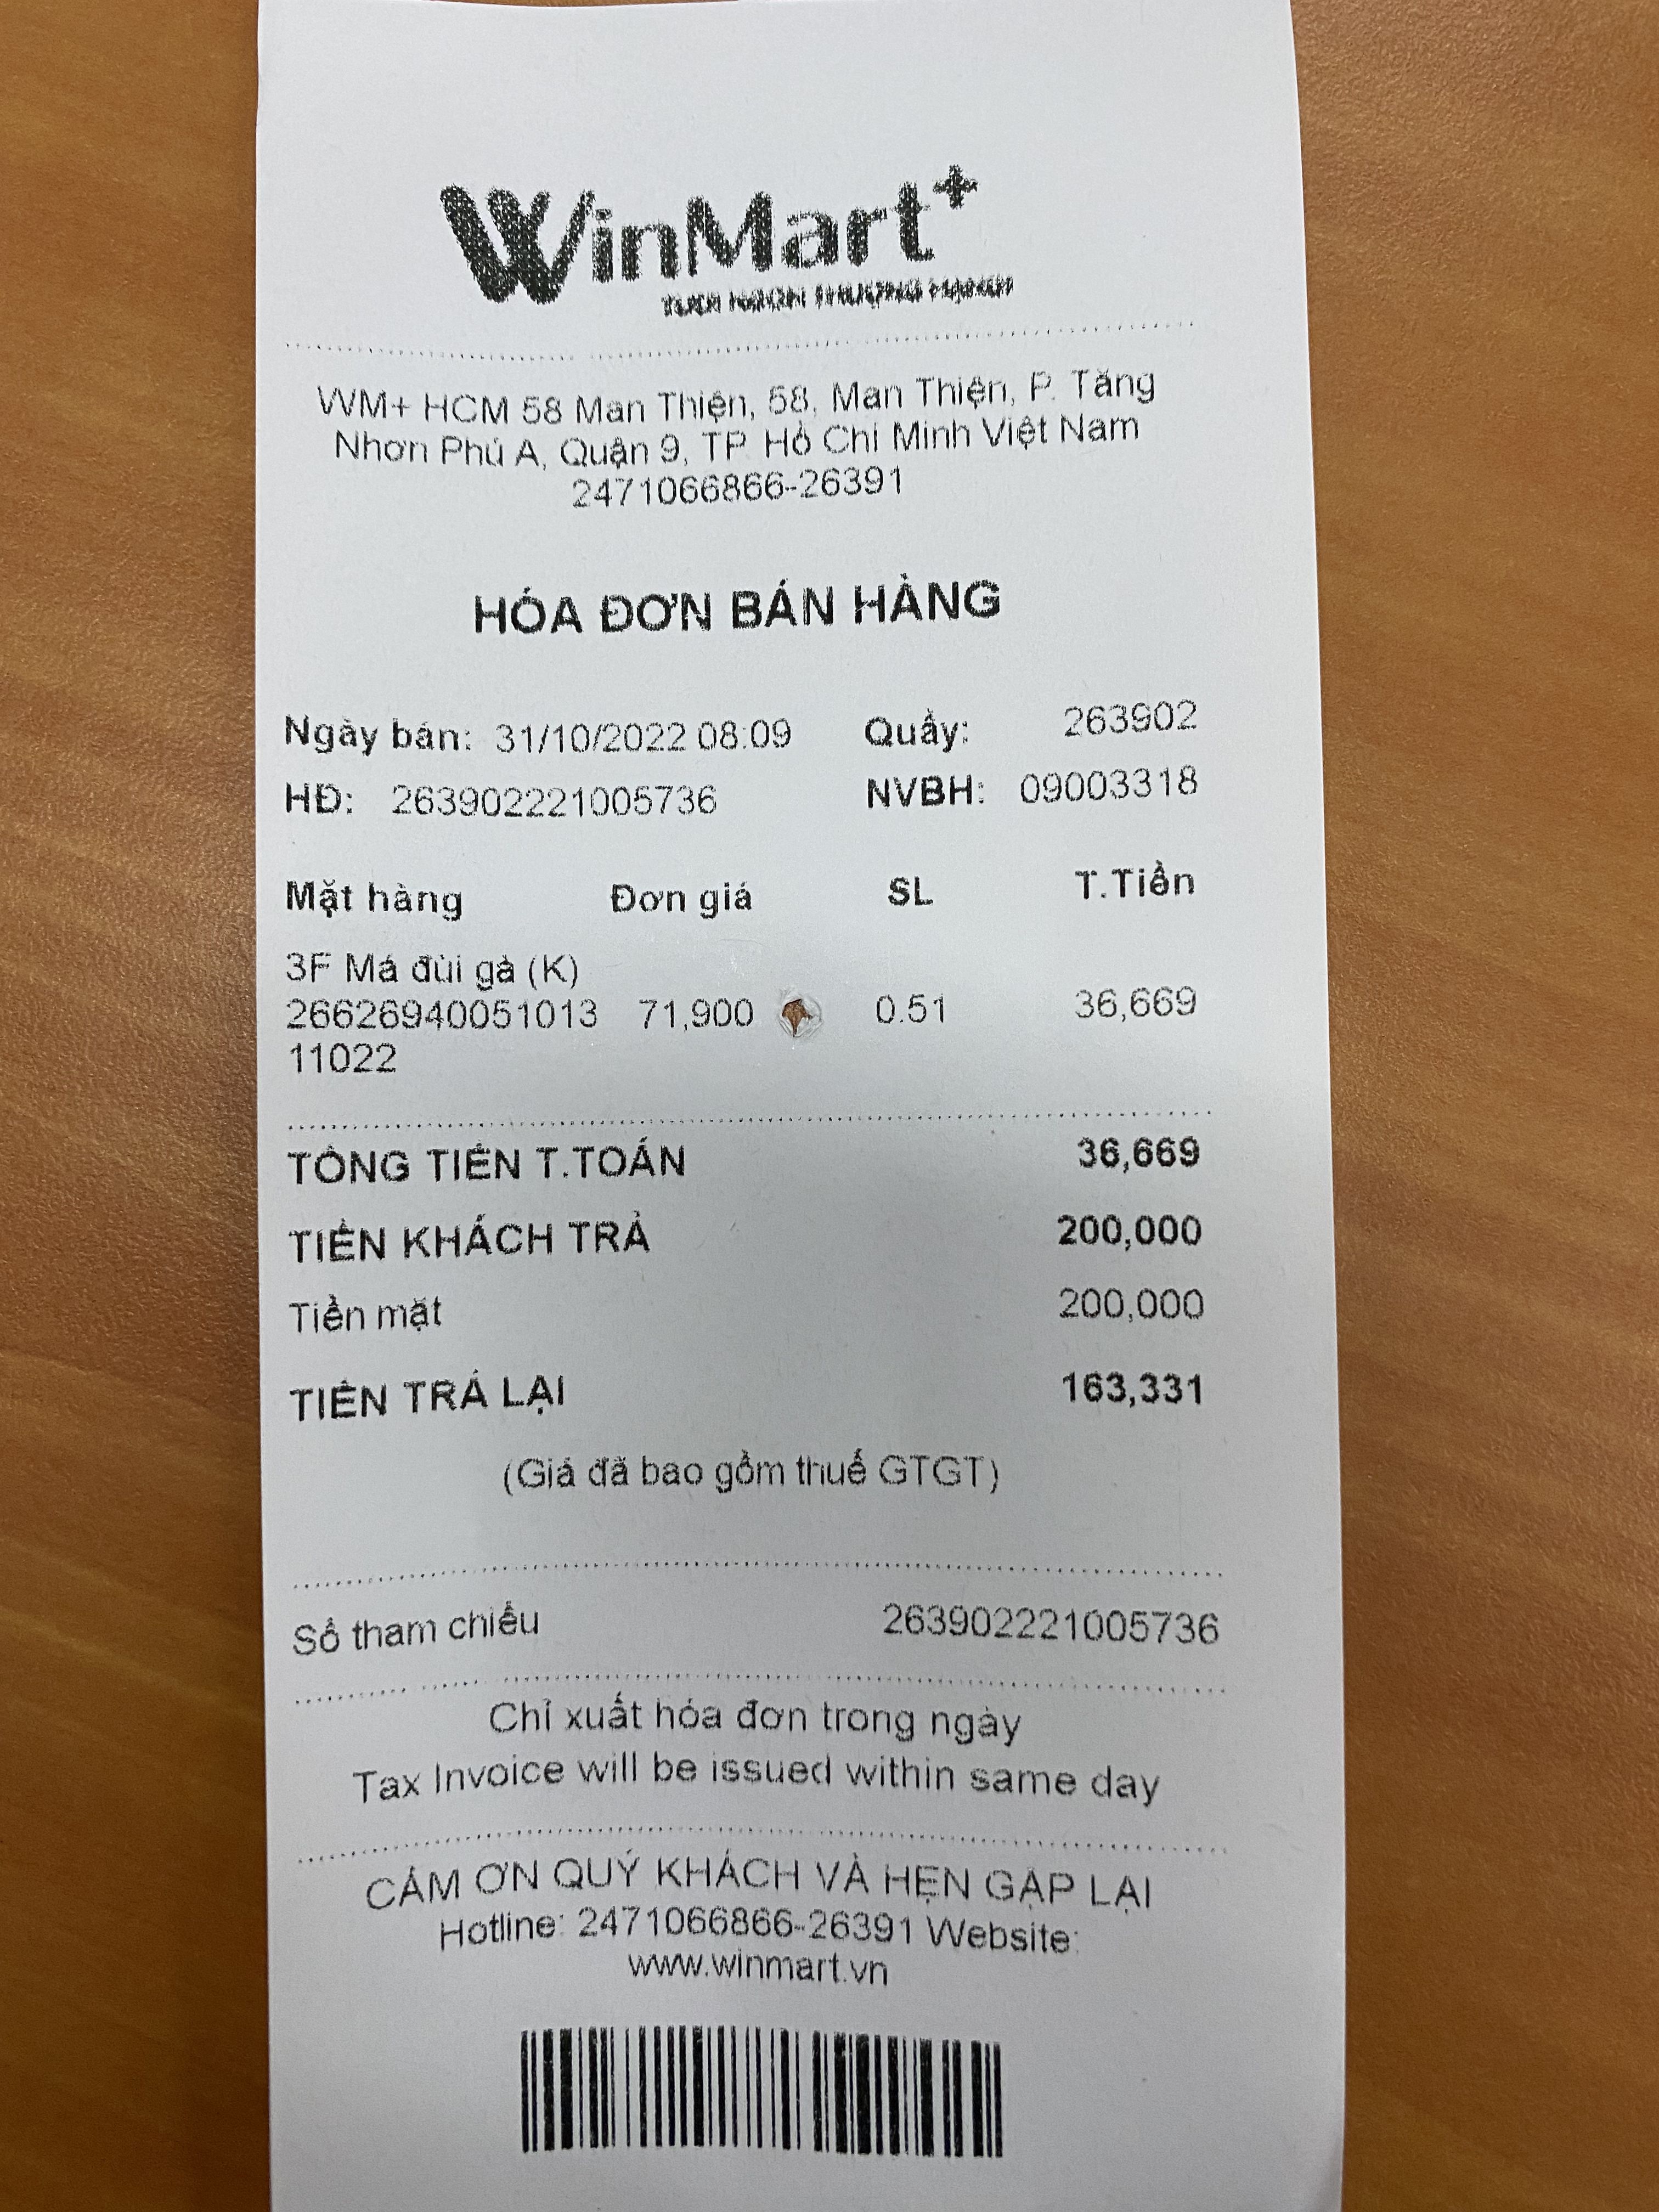 WinMart+
WM+ HCM 58 Man Thiện, 58, Man Thiện, P. Tăng
Nhơn Phú A, Quận 9, TP. Hồ Chí Minh Việt Nam
2471066866-26391
HÓA ĐƠN BÁN HÀNG
Ngày bán: 31/10/2022 08:09 Quầy: 263902
HĐ: 263902221005736 NVBH: 09003318
Mặt hàng Đơn giá SL T.Tiền
3F Má đùi gà (K)
26626940051013 71,900 0.51 36,669
11022
TỔNG TIỀN T.TOÁN 36,669
TIỀN KHÁCH TRẢ 200,000
Tiền mặt 200,000
TIỀN TRẢ LẠI 163,331
(Giá đã bao gồm thuế GTGT)
Số tham chiếu 263902221005736
Chỉ xuất hóa đơn trong ngày
Tax Invoice will be issued within same day
CẢM ƠN QUÝ KHÁCH VÀ HẸN GẶP LẠI
Hotline: 2471066866-26391 Website:
www.winmart.vn